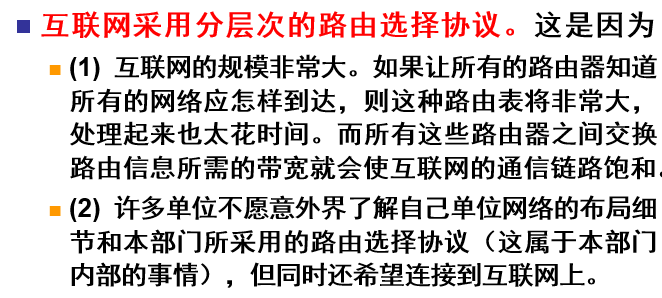 互联网采用分层次的路由选择协议。这是因为
(1) 互联网的规模非常大。如果让所有的路由器知道
所有的网络应怎样到达，则这种路由表将非常大，
处理起来也太花时间。而所有这些路由器之间交换
路由信息所需的带宽就会使互联网的通信链路饱和。
(2) 许多单位不愿意外界了解自己单位网络的布局细
节和本部门所采用的路由选择协议（这属于本部门
内部的事情），但同时还希望连接到互联网上。